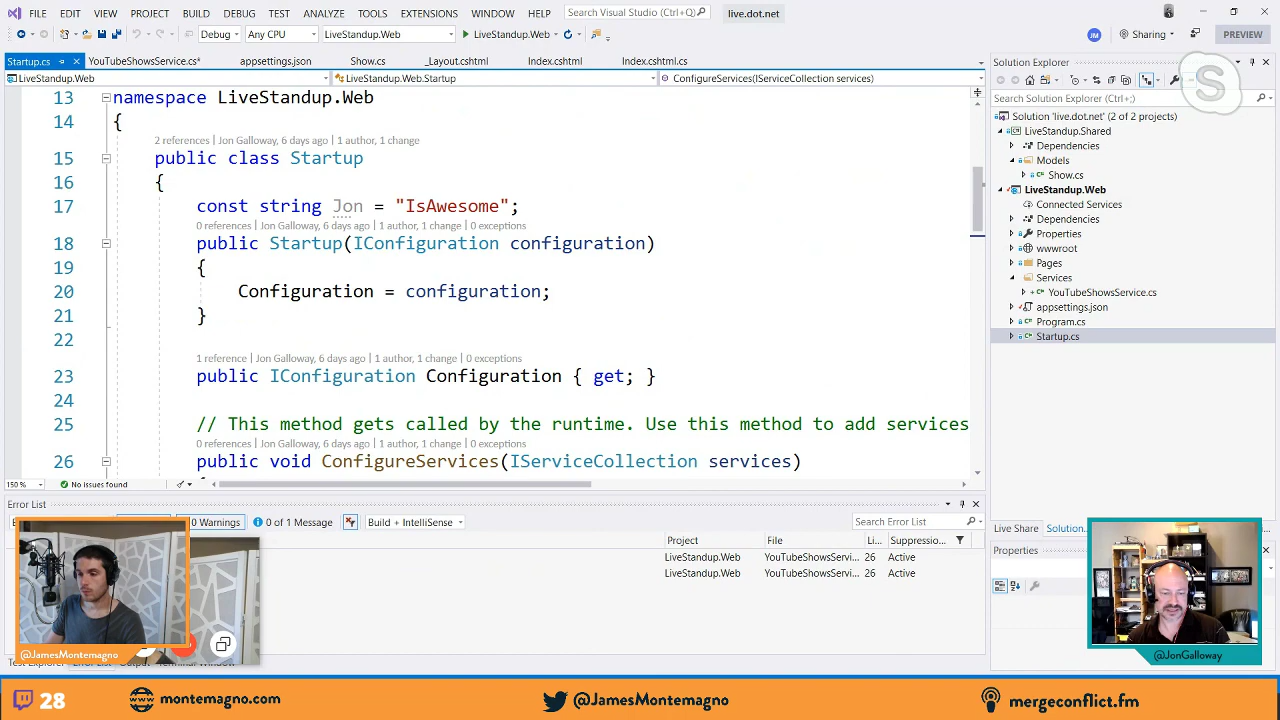 FILE EDIT VIEW PROJECT BUILD DEBUG TEST ANALYZE TOOLS EXTENSIONS WINDOW HELP Search Visual Studio (Ctrl+Q) live.dot.net
Debug Any CPU LiveStandup.Web LiveStandup.Web JM Sharing PREVIEW
Startup.cs YouTubeShowsService.cs* appsettings.json Show.cs _Layout.cshtml Index.cshtml Index.cshtml.cs
LiveStandup.Web LiveStandup.Web.Startup ConfigureServices(IServiceCollection services)
13 namespace LiveStandup.Web
14 {
2 references | Jon Galloway, 6 days ago | 1 author, 1 change
15 public class Startup
16 {
17 const string Jon = "IsAwesome";
0 references | Jon Galloway, 6 days ago | 1 author, 1 change | 0 exceptions
18 public Startup(IConfiguration configuration)
19 {
20 Configuration = configuration;
21 }
22
1 reference | Jon Galloway, 6 days ago | 1 author, 1 change | 0 exceptions
23 public IConfiguration Configuration { get; }
24
25 // This method gets called by the runtime. Use this method to add services
0 references | Jon Galloway, 6 days ago | 1 author, 1 change | 0 exceptions
26 public void ConfigureServices(IServiceCollection services)
150 % No issues found
Solution Explorer
Search Solution Explorer (Ctrl+;)
Solution 'live.dot.net' (2 of 2 projects)
LiveStandup.Shared
Dependencies
Models
Show.cs
LiveStandup.Web
Connected Services
Dependencies
Properties
wwwroot
Pages
Services
YouTubeShowsService.cs
appsettings.json
Program.cs
Startup.cs
Live Share Solution...
Properties
Error List
0 Warnings 0 of 1 Message Build + IntelliSense Search Error List
Project File Li... Suppressio...
LiveStandup.Web YouTubeShowsServi... 26 Active
LiveStandup.Web YouTubeShowsServi... 26 Active
@JamesMontemagno
@JonGalloway
28 montemagno.com @JamesMontemagno mergeconflict.fm